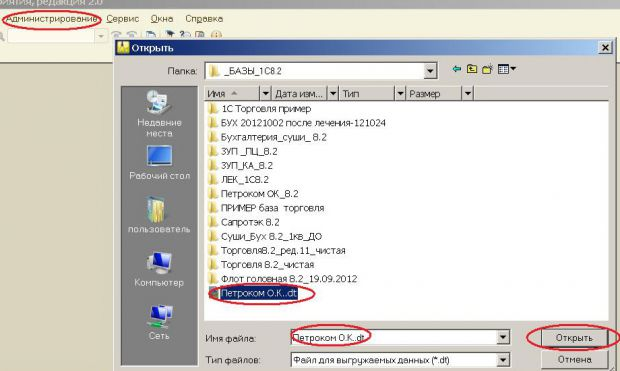 риятия, редакция 2.0
Администрирование Сервис Окна Справка
Открыть
Папка: _БАЗЫ_1С8.2
Имя Дата изм... Тип Размер
1С Торговля пример
БУХ 20121002 после лечения-121024
Бухгалтерия_суши_ 8.2
ЗУП _ПЦ_8.2
ЗУП_КА_8.2
ЛЕК_1С8.2
Петроком ОК_8.2
ПРИМЕР база торговля
Сапротэк 8.2
Суши_Бух 8.2_1кв_ДО
Торговля8.2_ред.11_чистая
Торговля 8.2_чистая
Флот головная 8.2_19.09.2012
Петроком О.К..dt
Недавние места
Рабочий стол
пользователь
Компьютер
Сеть
Имя файла: Петроком О.К..dt Открыть
Тип файлов: Файл для выгружаемых данных (*.dt) Отмена